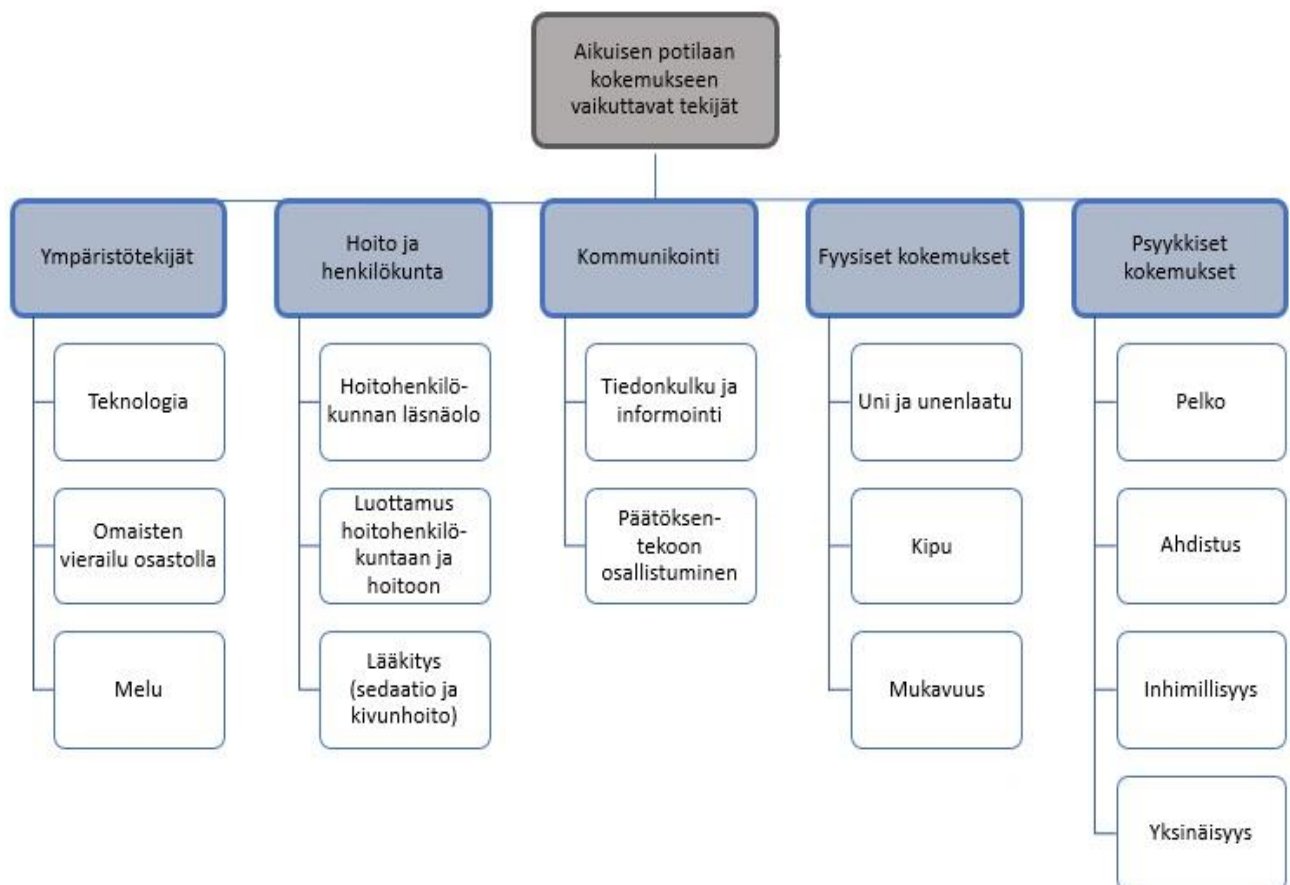 Aikuisen potilaan
kokemukseen
vaikuttavat tekijät
Ympäristötekijät
Hoito ja
henkilökunta
Kommunikointi
Fyysiset kokemukset
Psyykkiset
kokemukset
Teknologia
Omaisten
vierailu osastolla
Melu
Hoitohenkilö-
kunnan läsnäolo
Luottamus
hoitohenkilö-
kuntaan ja
hoitoon
Lääkitys
(sedaatio ja
kivunhoito)
Tiedonkulku ja
informointi
Päätöksen-
tekoon
osallistuminen
Uni ja unenlaatu
Kipu
Mukavuus
Pelko
Ahdistus
Inhimillisyys
Yksinäisyys